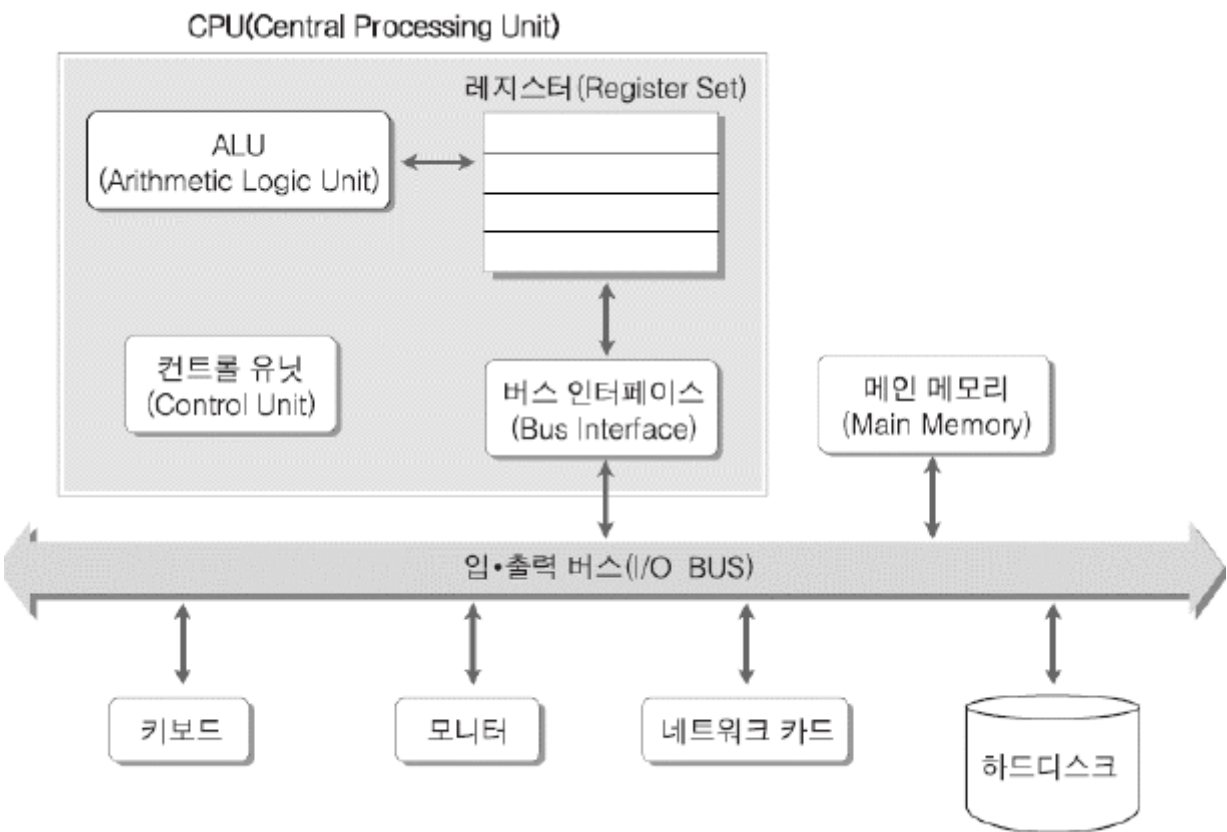 CPU(Central Processing Unit)
레지스터(Register Set)
ALU
(Arithmetic Logic Unit)
컨트롤 유닛
(Control Unit)
버스 인터페이스
(Bus Interface)
메인 메모리
(Main Memory)
입•출력 버스(I/O BUS)
키보드
모니터
네트워크 카드
하드디스크